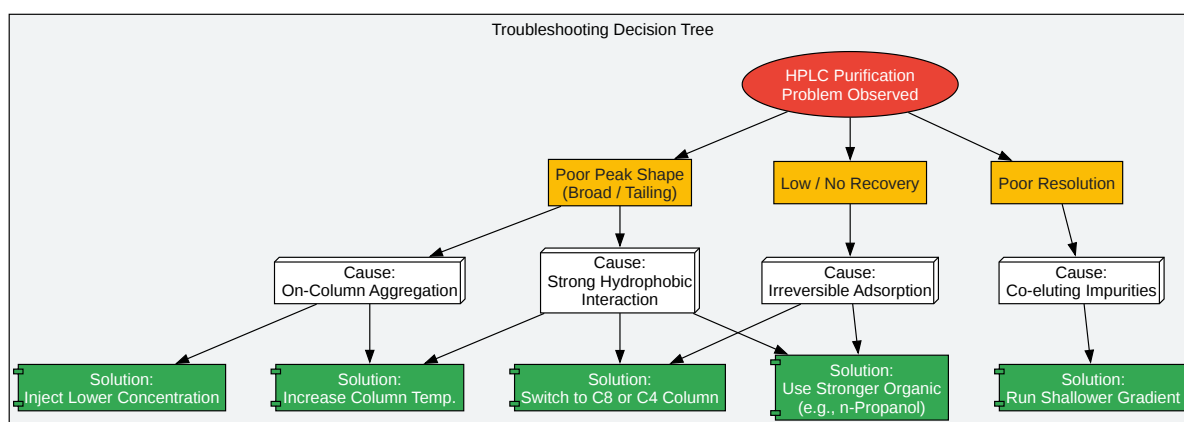 Troubleshooting Decision Tree
HPLC Purification
Problem Observed
Poor Peak Shape
(Broad / Tailing)
Low / No Recovery
Poor Resolution
Cause:
On-Column Aggregation
Cause:
Strong Hydrophobic
Interaction
Cause:
Irreversible Adsorption
Cause:
Co-eluting Impurities
Solution:
Inject Lower Concentration
Solution:
Increase Column Temp.
Solution:
Switch to C8 or C4 Column
Solution:
Use Stronger Organic
(e.g., n-Propanol)
Solution:
Run Shallower Gradient